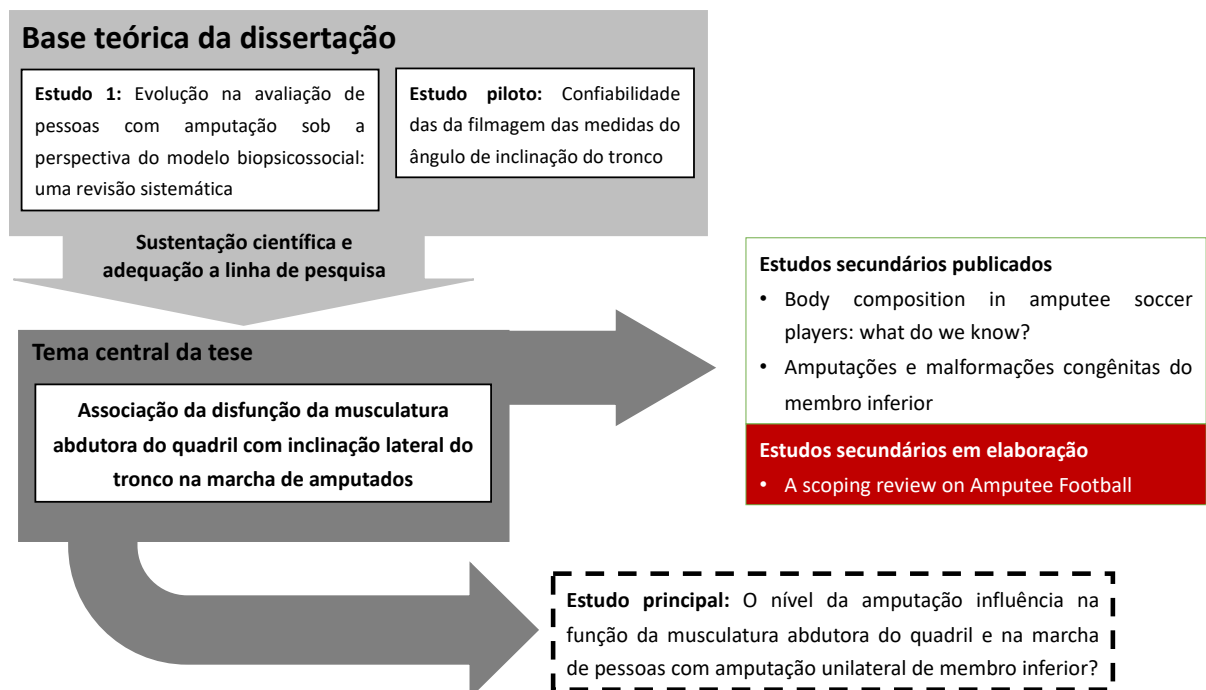 Base teórica da dissertação
Estudo 1: Evolução na avaliação de
pessoas com amputação sob a
perspectiva do modelo biopsicossocial:
uma revisão sistemática
Estudo piloto: Confiabilidade
das da filmagem das medidas do
ângulo de inclinação do tronco
Sustentação científica e
adequação a linha de pesquisa
Tema central da tese
Associação da disfunção da musculatura
abdutora do quadril com inclinação lateral do
tronco na marcha de amputados
Estudos secundários publicados
• Body composition in amputee soccer
players: what do we know?
• Amputações e malformações congênitas do
membro inferior
Estudos secundários em elaboração
• A scoping review on Amputee Football
Estudo principal: O nível da amputação influência na
função da musculatura abdutora do quadril e na marcha
de pessoas com amputação unilateral de membro inferior?